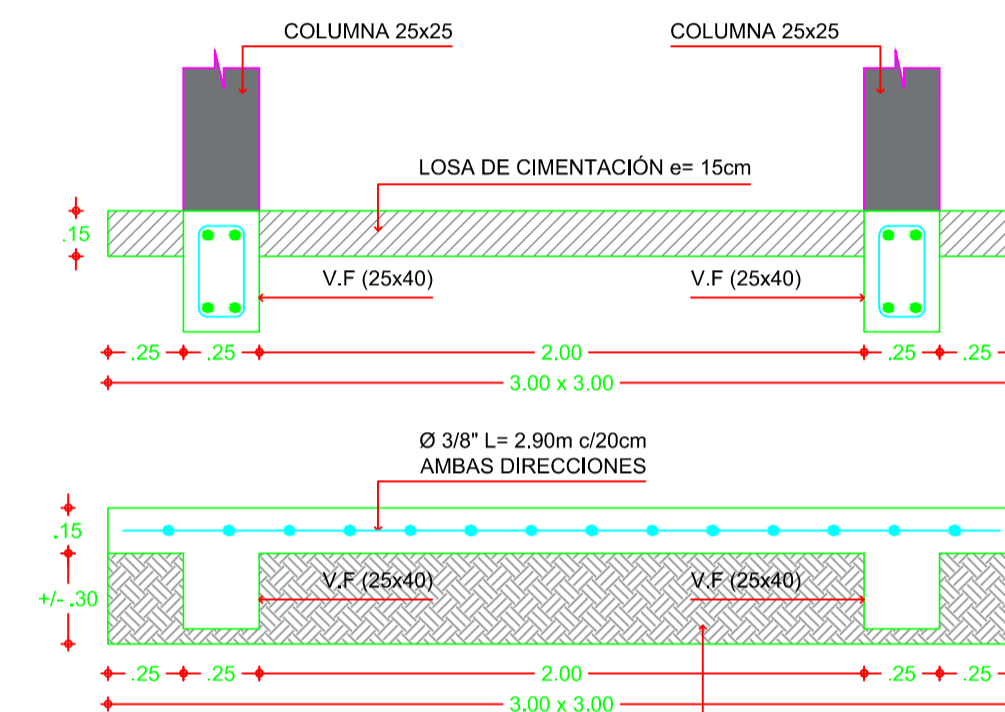 COLUMNA 25x25
COLUMNA 25x25
LOSA DE CIMENTACIÓN e= 15cm
.15
V.F (25x40)
V.F (25x40)
.25
.25
2.00
.25
.25
3.00 x 3.00
Ø 3/8" L= 2.90m c/20cm
AMBAS DIRECCIONES
.15
+/- .30
V.F (25x40)
V.F (25x40)
.25
.25
2.00
.25
.25
3.00 x 3.00